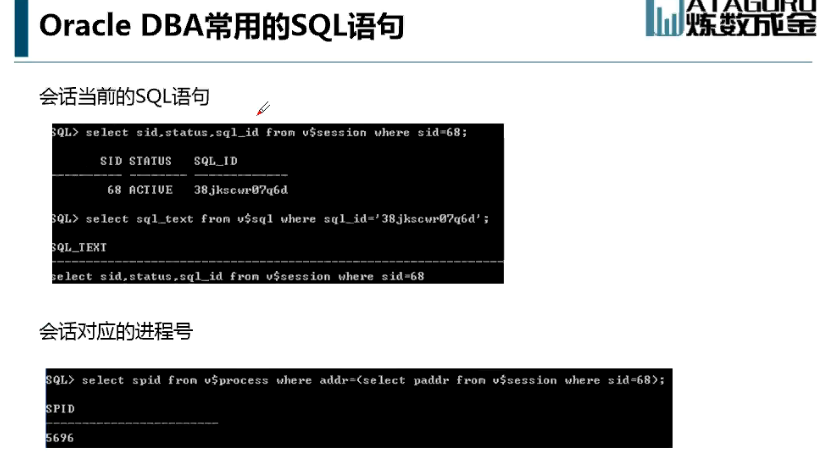 Oracle DBA常用的SQL语句
ATAGURU
炼数成金
会话当前的SQL语句
SQL> select sid,status,sql_id from v$session where sid=68;
SID STATUS SQL_ID
---------- -------- -------------
68 ACTIVE 38jkscwr07q6d
SQL> select sql_text from v$sql where sql_id='38jkscwr07q6d';
SQL_TEXT
--------------------------------------------------------------------------------
select sid,status,sql_id from v$session where sid=68
会话对应的进程号
SQL> select spid from v$process where addr=(select paddr from v$session where sid=68);
SPID
------------------------
5696